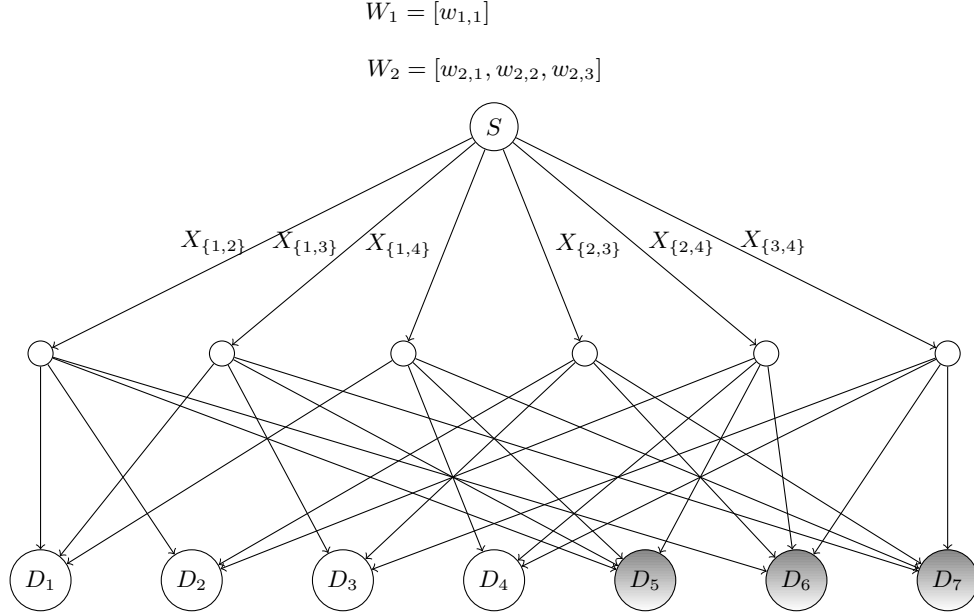 $W_1 = [w_{1,1}]$
$W_2 = [w_{2,1}, w_{2,2}, w_{2,3}]$
$S$
$X_{\{1,2\}}$ $X_{\{1,3\}}$ $X_{\{1,4\}}$ $X_{\{2,3\}}$ $X_{\{2,4\}}$ $X_{\{3,4\}}$
$D_1$ $D_2$ $D_3$ $D_4$ $D_5$ $D_6$ $D_7$